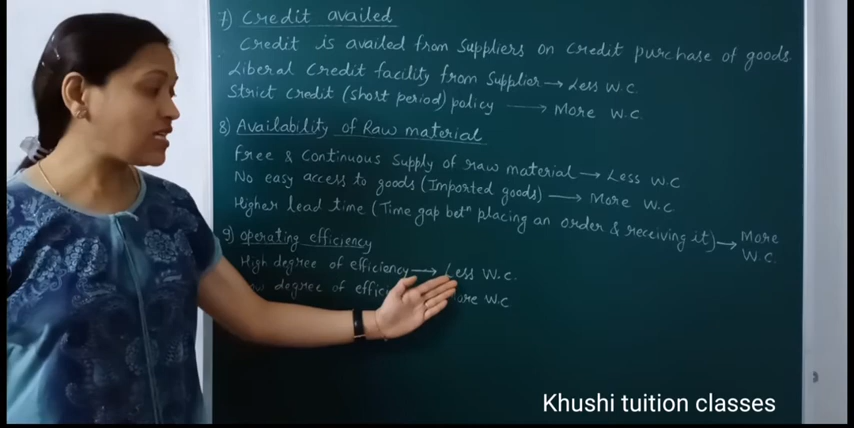 7) Credit availed
Credit is availed from suppliers on credit purchase of goods.
Liberal credit facility from supplier → Less W.C.
Strict credit (short period) policy → More W.C.
8) Availability of Raw material
Free & Continuous supply of raw material → Less W.C
No easy access to goods (Imported goods) → More W.C.
Higher Lead time (Time gap betn placing an order & receiving it) → More W.C.
9) Operating efficiency
High degree of efficiency → Less W.C.
degree of W.C
Khushi tuition classes